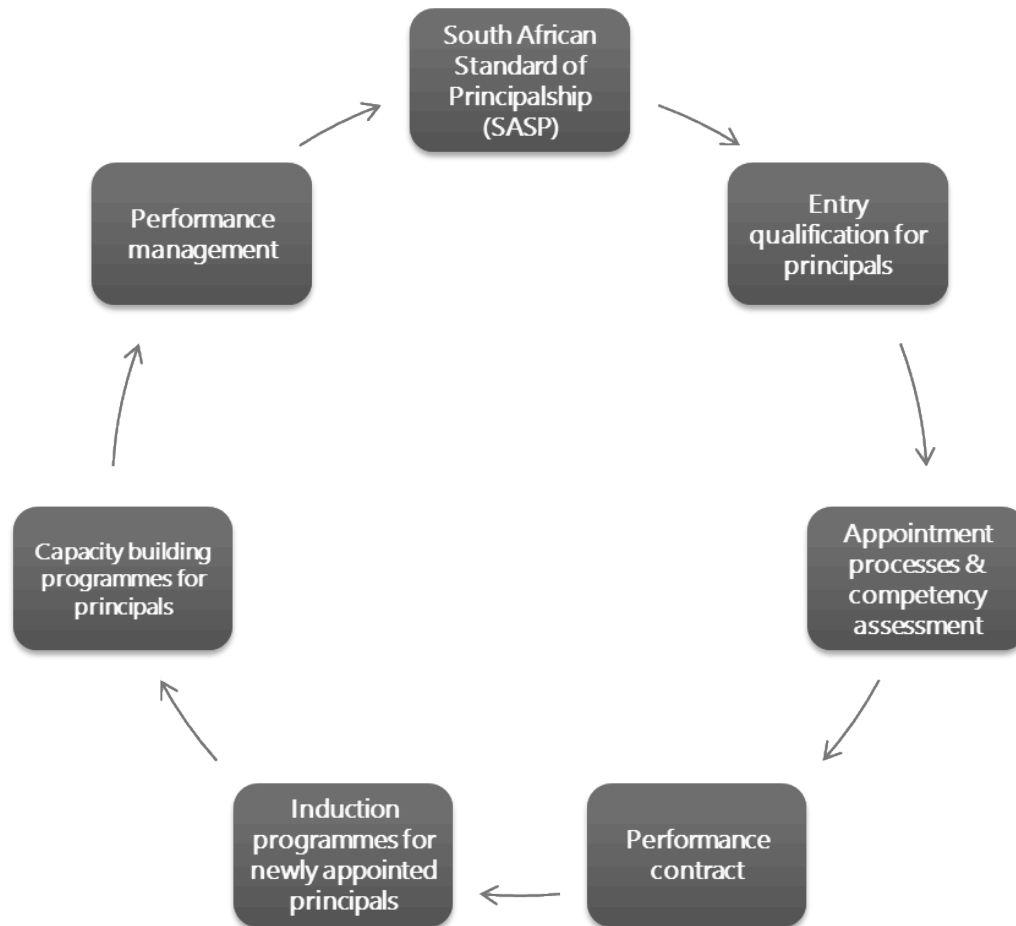 South African
Standard of
Principalship
(SASP)
Entry
qualification for
principals
Appointment
processes &
competency
assessment
Performance
contract
Induction
programmes for
newly appointed
principals
Capacity building
programmes for
principals
Performance
management